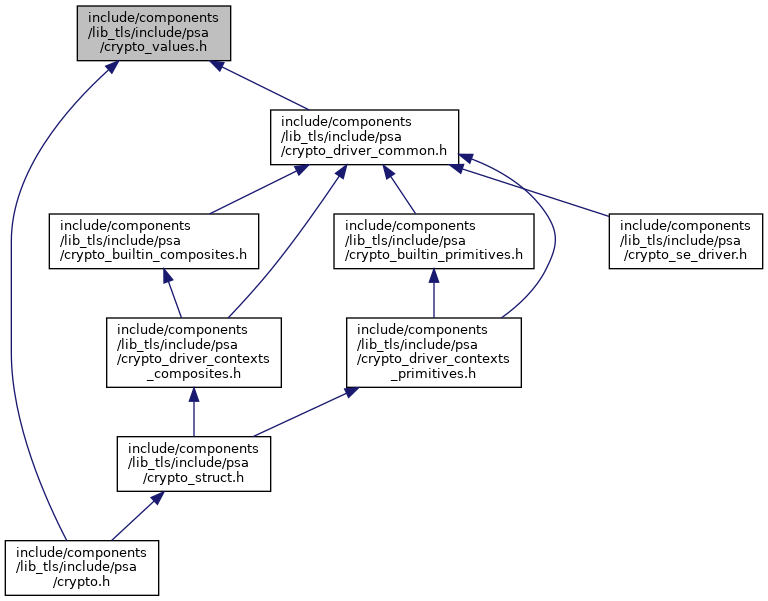 include/components
/lib_tls/include/psa
/crypto_values.h
include/components
/lib_tls/include/psa
/crypto_driver_common.h
include/components
/lib_tls/include/psa
/crypto_builtin_composites.h
include/components
/lib_tls/include/psa
/crypto_builtin_primitives.h
include/components
/lib_tls/include/psa
/crypto_se_driver.h
include/components
/lib_tls/include/psa
/crypto_driver_contexts
_composites.h
include/components
/lib_tls/include/psa
/crypto_driver_contexts
_primitives.h
include/components
/lib_tls/include/psa
/crypto_struct.h
include/components
/lib_tls/include/psa
/crypto.h